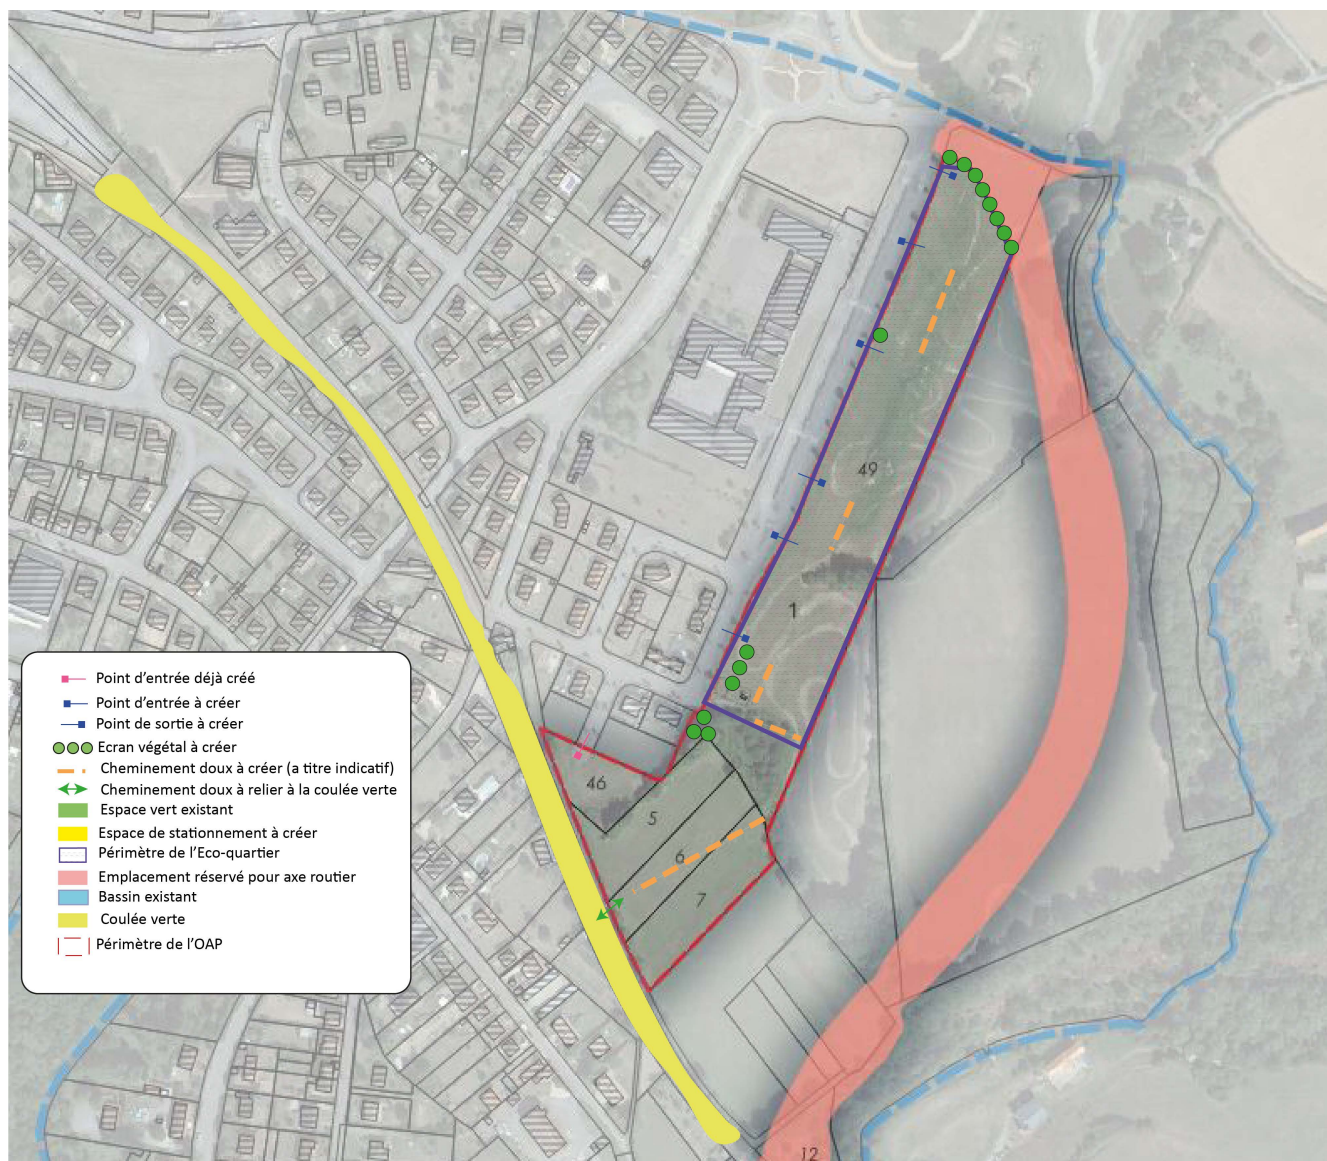 49
1
46
5
6
7
12
Point d'entrée déjà créé
Point d'entrée à créer
Point de sortie à créer
Ecran végétal à créer
Cheminement doux à créer (a titre indicatif)
Cheminement doux à relier à la coulée verte
Espace vert existant
Espace de stationnement à créer
Périmètre de l'Eco-quartier
Emplacement réservé pour axe routier
Bassin existant
Coulée verte
Périmètre de l'OAP